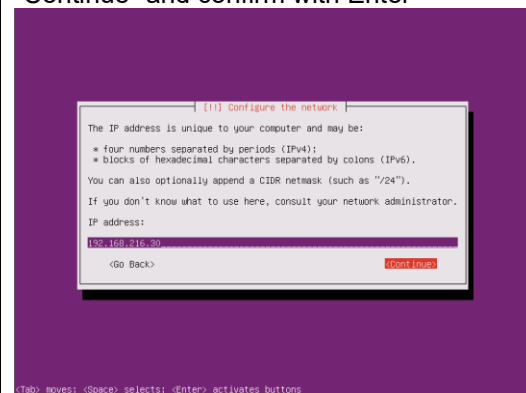 "Continue" and confirm with Enter
[!!] Configure the network
The IP address is unique to your computer and may be:
* four numbers separated by periods (IPv4);
* blocks of hexadecimal characters separated by colons (IPv6).
You can also optionally append a CIDR netmask (such as "/24").
If you don't know what to use here, consult your network administrator.
IP address:
192.168.216.30
<Go Back> <Continue>
<Tab> moves; <Space> selects; <Enter> activates buttons